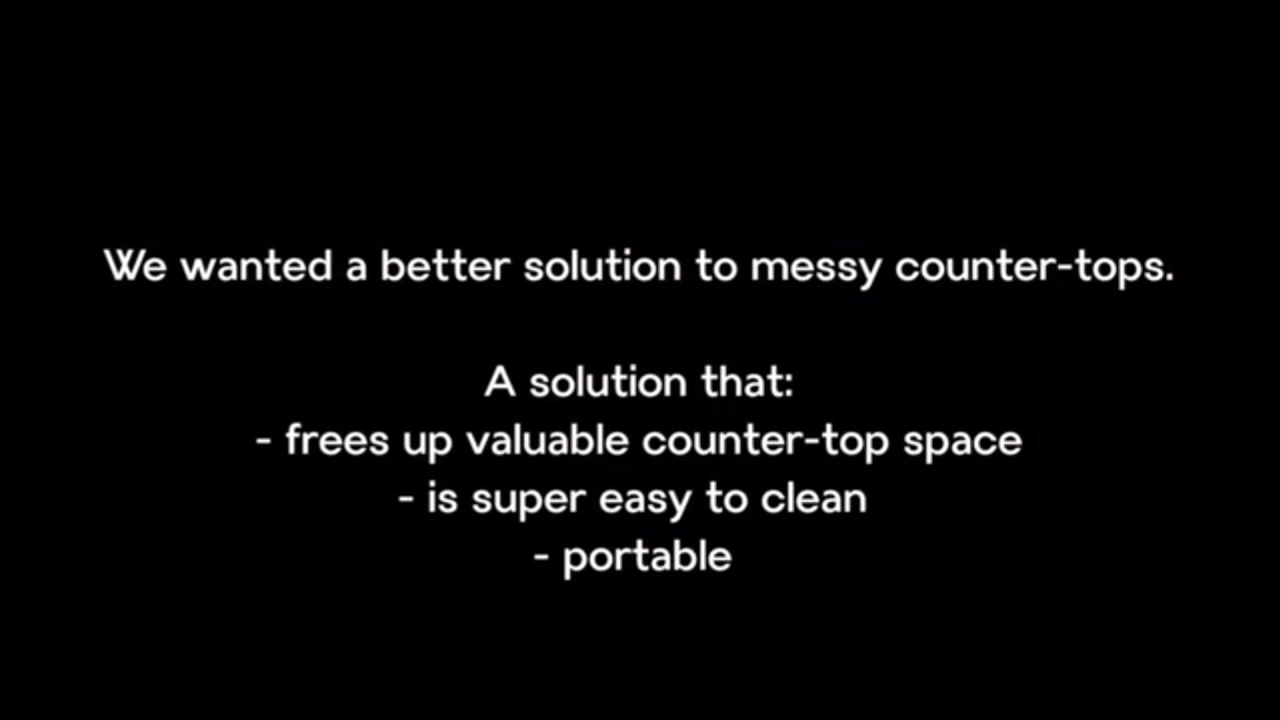 We wanted a better solution to messy counter-tops.
A solution that:
- frees up valuable counter-top space
- is super easy to clean
- portable